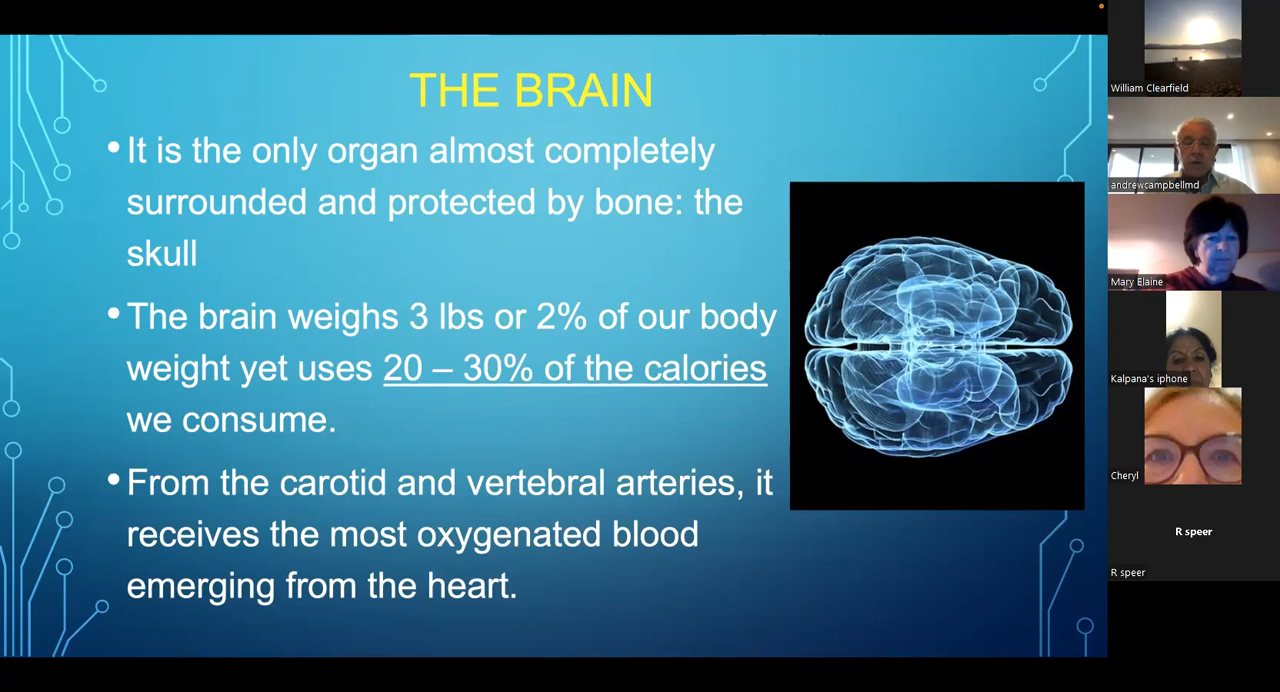 THE BRAIN
•It is the only organ almost completely
surrounded and protected by bone: the
skull
•The brain weighs 3 lbs or 2% of our body
weight yet uses 20 – 30% of the calories
we consume.
•From the carotid and vertebral arteries, it
receives the most oxygenated blood
emerging from the heart.
William Clearfield
andrewcampbellmd
Mary Elaine
Kalpana's iphone
Cheryl
R speer
R speer